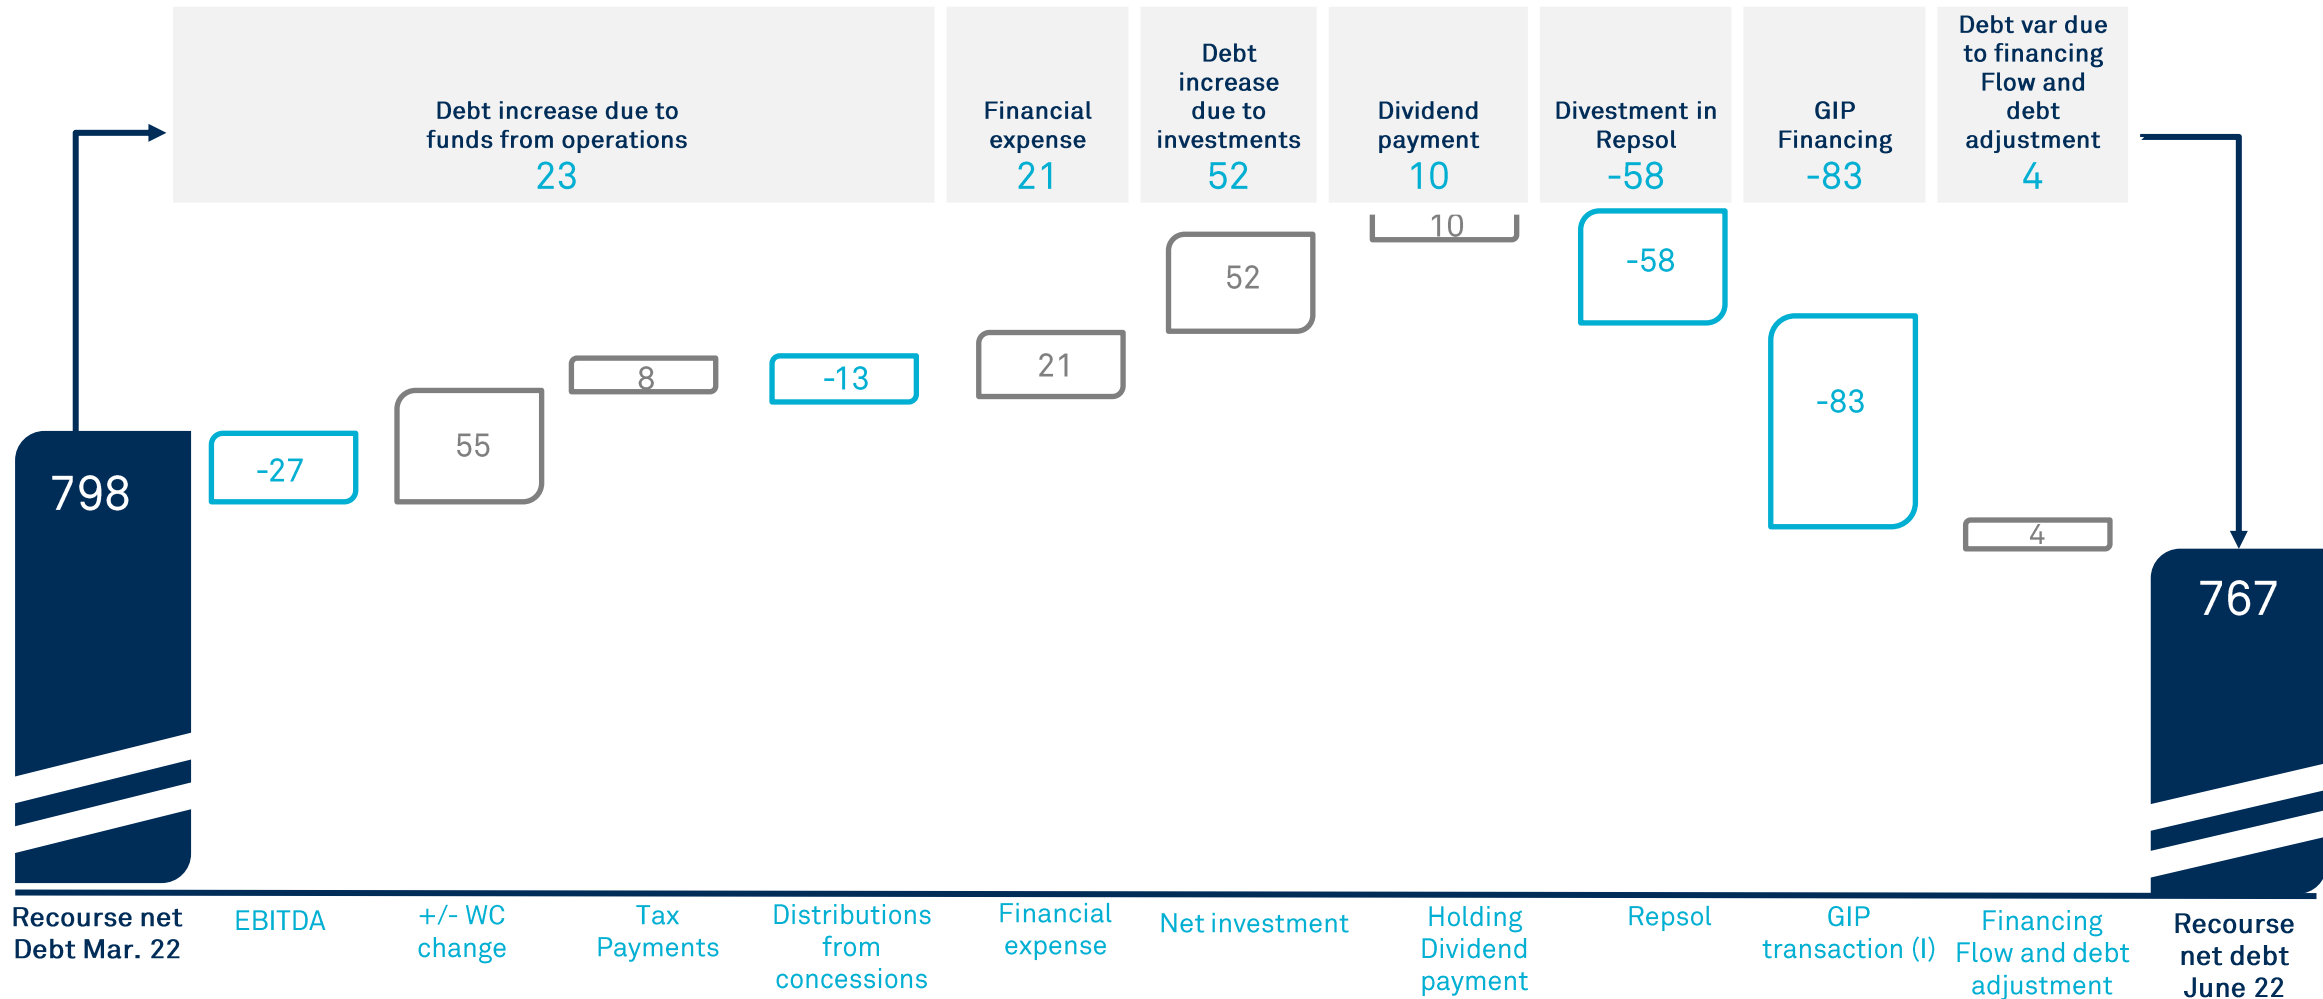 Debt increase due to
funds from operations
23
Financial
expense
21
Debt
increase
due to
investments
52
Dividend
payment
10
Divestment in
Repsol
-58
GIP
Financing
-83
Debt var due
to financing
Flow and
debt
adjustment
4
798
-27
55
8
-13
21
52
10
-58
-83
4
767
Recourse net
Debt Mar. 22
EBITDA
+/- WC
change
Tax
Payments
Distributions
from
concessions
Financial
expense
Net investment
Holding
Dividend
payment
Repsol
GIP
transaction (I)
Financing
Flow and debt
adjustment
Recourse
net debt
June 22